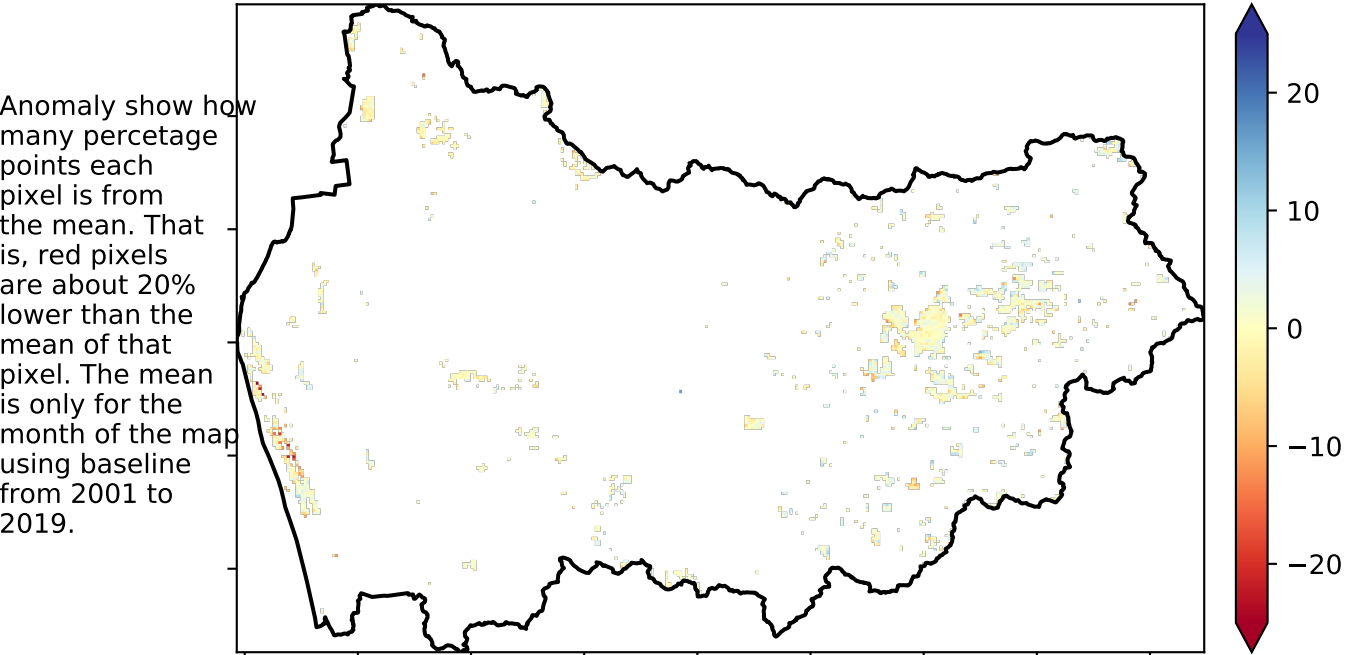 Anomaly show how
many percetage
points each
pixel is from
the mean. That
is, red pixels
are about 20%
lower than the
mean of that
pixel. The mean
is only for the
month of the map
using baseline
from 2001 to
2019.
20
10
0
−10
−20